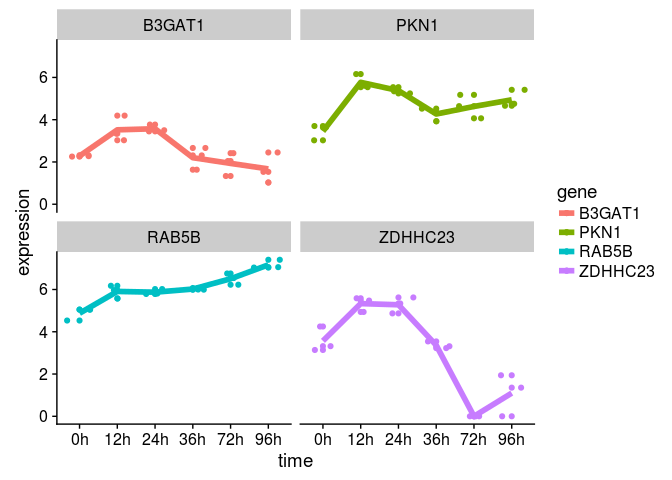 B3GAT1 PKN1
6
4
2
0
expression
RAB5B ZDHHC23
6
4
2
0
0h 12h 24h 36h 72h 96h 0h 12h 24h 36h 72h 96h
time
gene
B3GAT1
PKN1
RAB5B
ZDHHC23